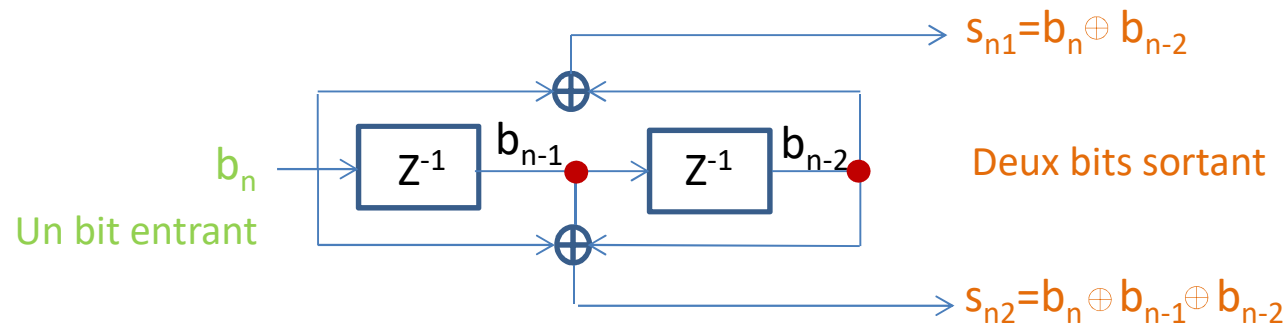 sn1=bn⊕ bn-2
bn
Z-1
bn-1
Z-1
bn-2
Deux bits sortant
Un bit entrant
sn2=bn ⊕ bn-1⊕ bn-2